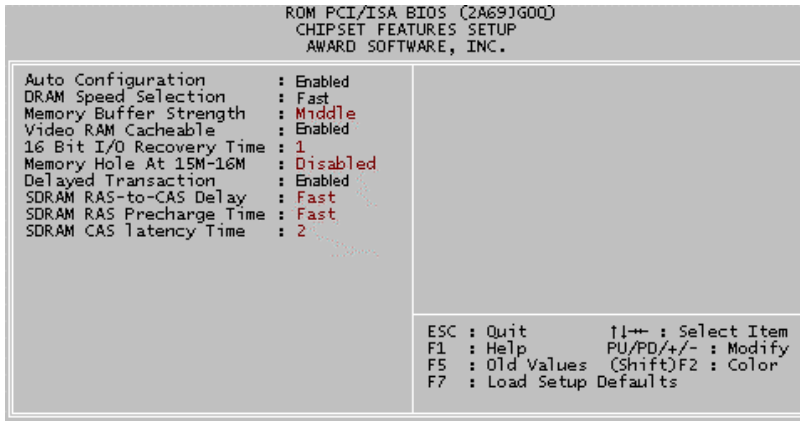 ROM PCI/ISA BIOS (2A69JGOQ)
CHIPSET FEATURES SETUP
AWARD SOFTWARE, INC.
Auto Configuration : Enabled
DRAM Speed Selection : Fast
Memory Buffer Strength : Middle
Video RAM Cacheable : Enabled
16 Bit I/O Recovery Time : 1
Memory Hole At 15M-16M : Disabled
Delayed Transaction : Enabled
SDRAM RAS-to-CAS Delay : Fast
SDRAM RAS Precharge Time : Fast
SDRAM CAS latency Time : 2
ESC : Quit ↑↓→← : Select Item
F1 : Help PU/PD/+/- : Modify
F5 : Old Values (Shift)F2 : Color
F7 : Load Setup Defaults